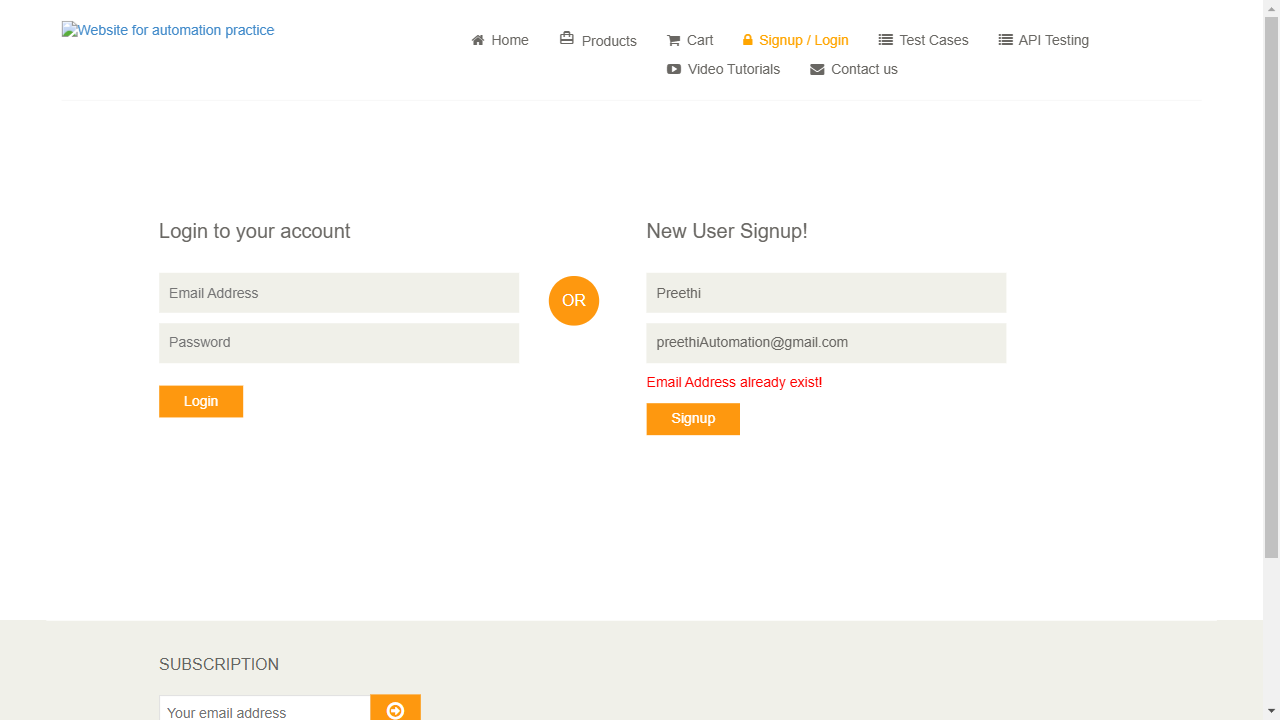 Website for automation practice
Home
Products
Cart
Signup / Login
Test Cases
API Testing
Video Tutorials
Contact us
Login to your account
Email Address
Password
Login
OR
New User Signup!
Preethi
preethiAutomation@gmail.com
Email Address already exist!
Signup
SUBSCRIPTION
Your email address